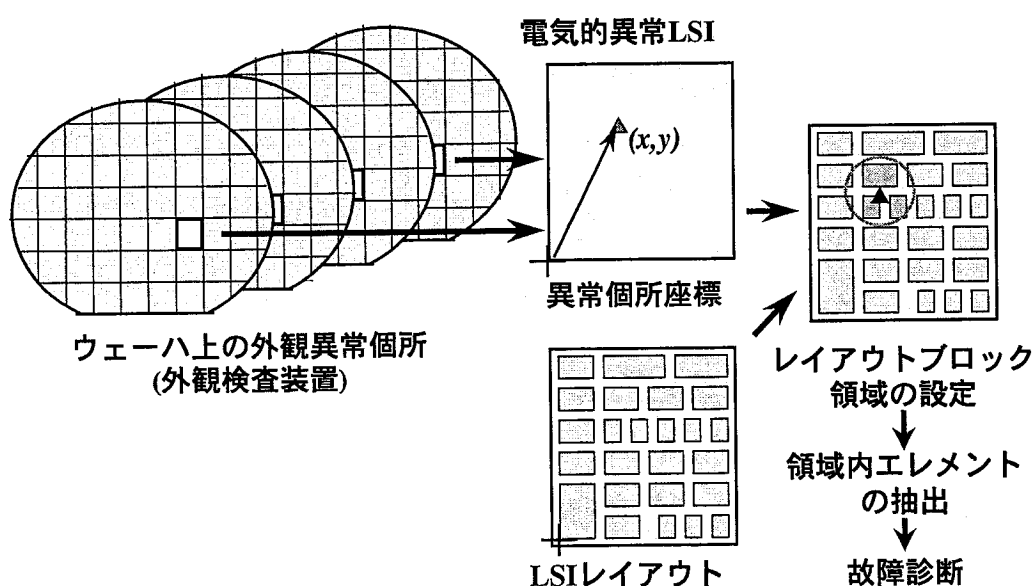 電気的異常LSI
(x,y)
異常個所座標
ウェーハ上の外観異常個所
(外観検査装置)
レイアウトブロック
領域の設定
領域内エレメント
の抽出
故障診断
LSIレイアウト